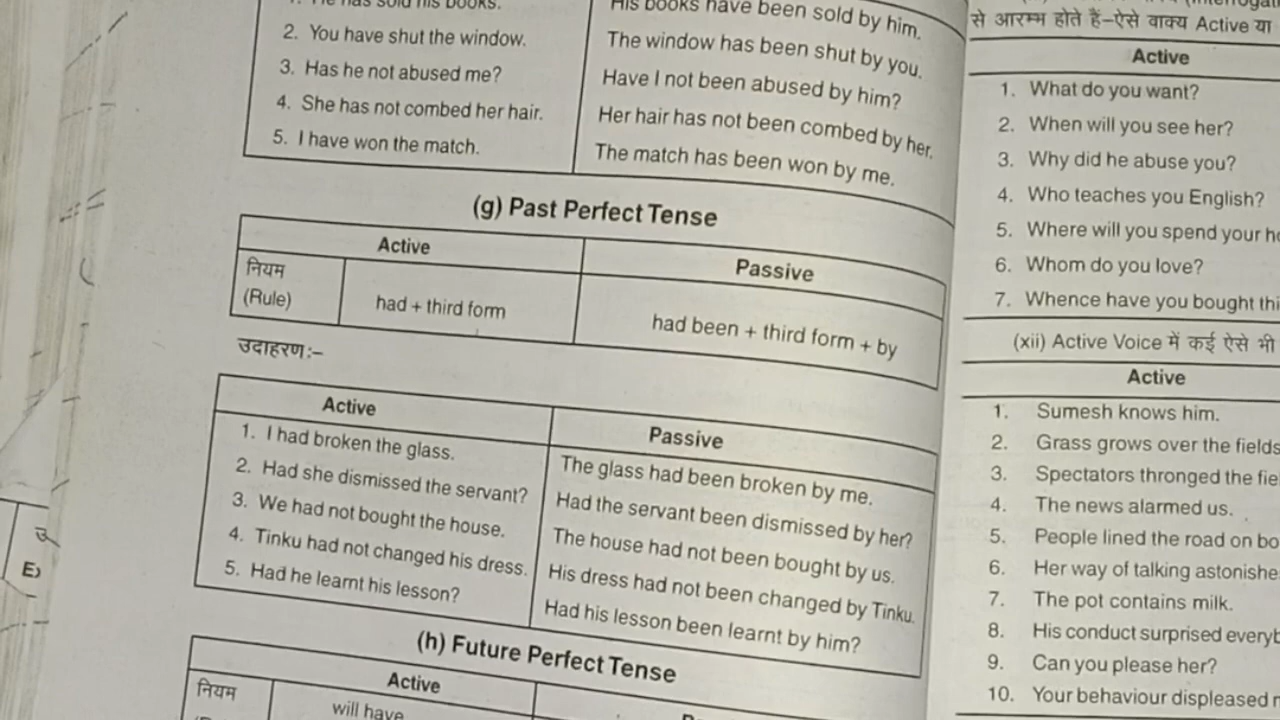 1. He has sold his books.
His books have been sold by him.
2. You have shut the window.
The window has been shut by you.
3. Has he not abused me?
Have I not been abused by him?
4. She has not combed her hair.
Her hair has not been combed by her.
5. I have won the match.
The match has been won by me.
(g) Past Perfect Tense
Active
Passive
नियम
(Rule)
had + third form
had been + third form + by
उदाहरण:–
Active
Passive
1. I had broken the glass.
The glass had been broken by me.
2. Had she dismissed the servant?
Had the servant been dismissed by her?
3. We had not bought the house.
The house had not been bought by us.
4. Tinku had not changed his dress.
His dress had not been changed by Tinku.
5. Had he learnt his lesson?
Had his lesson been learnt by him?
(h) Future Perfect Tense
Active
नियम
will have
से आरम्भ होते हैं–ऐसे वाक्य Active या
Active
1. What do you want?
2. When will you see her?
3. Why did he abuse you?
4. Who teaches you English?
5. Where will you spend your
6. Whom do you love?
7. Whence have you bought
(xii) Active Voice में कई ऐसे भी
Active
1. Sumesh knows him.
2. Grass grows over the fields
3. Spectators thronged the
4. The news alarmed us.
5. People lined the road on
6. Her way of talking
7. The pot contains milk.
8. His conduct surprised
9. Can you please her?
10. Your behaviour displeased